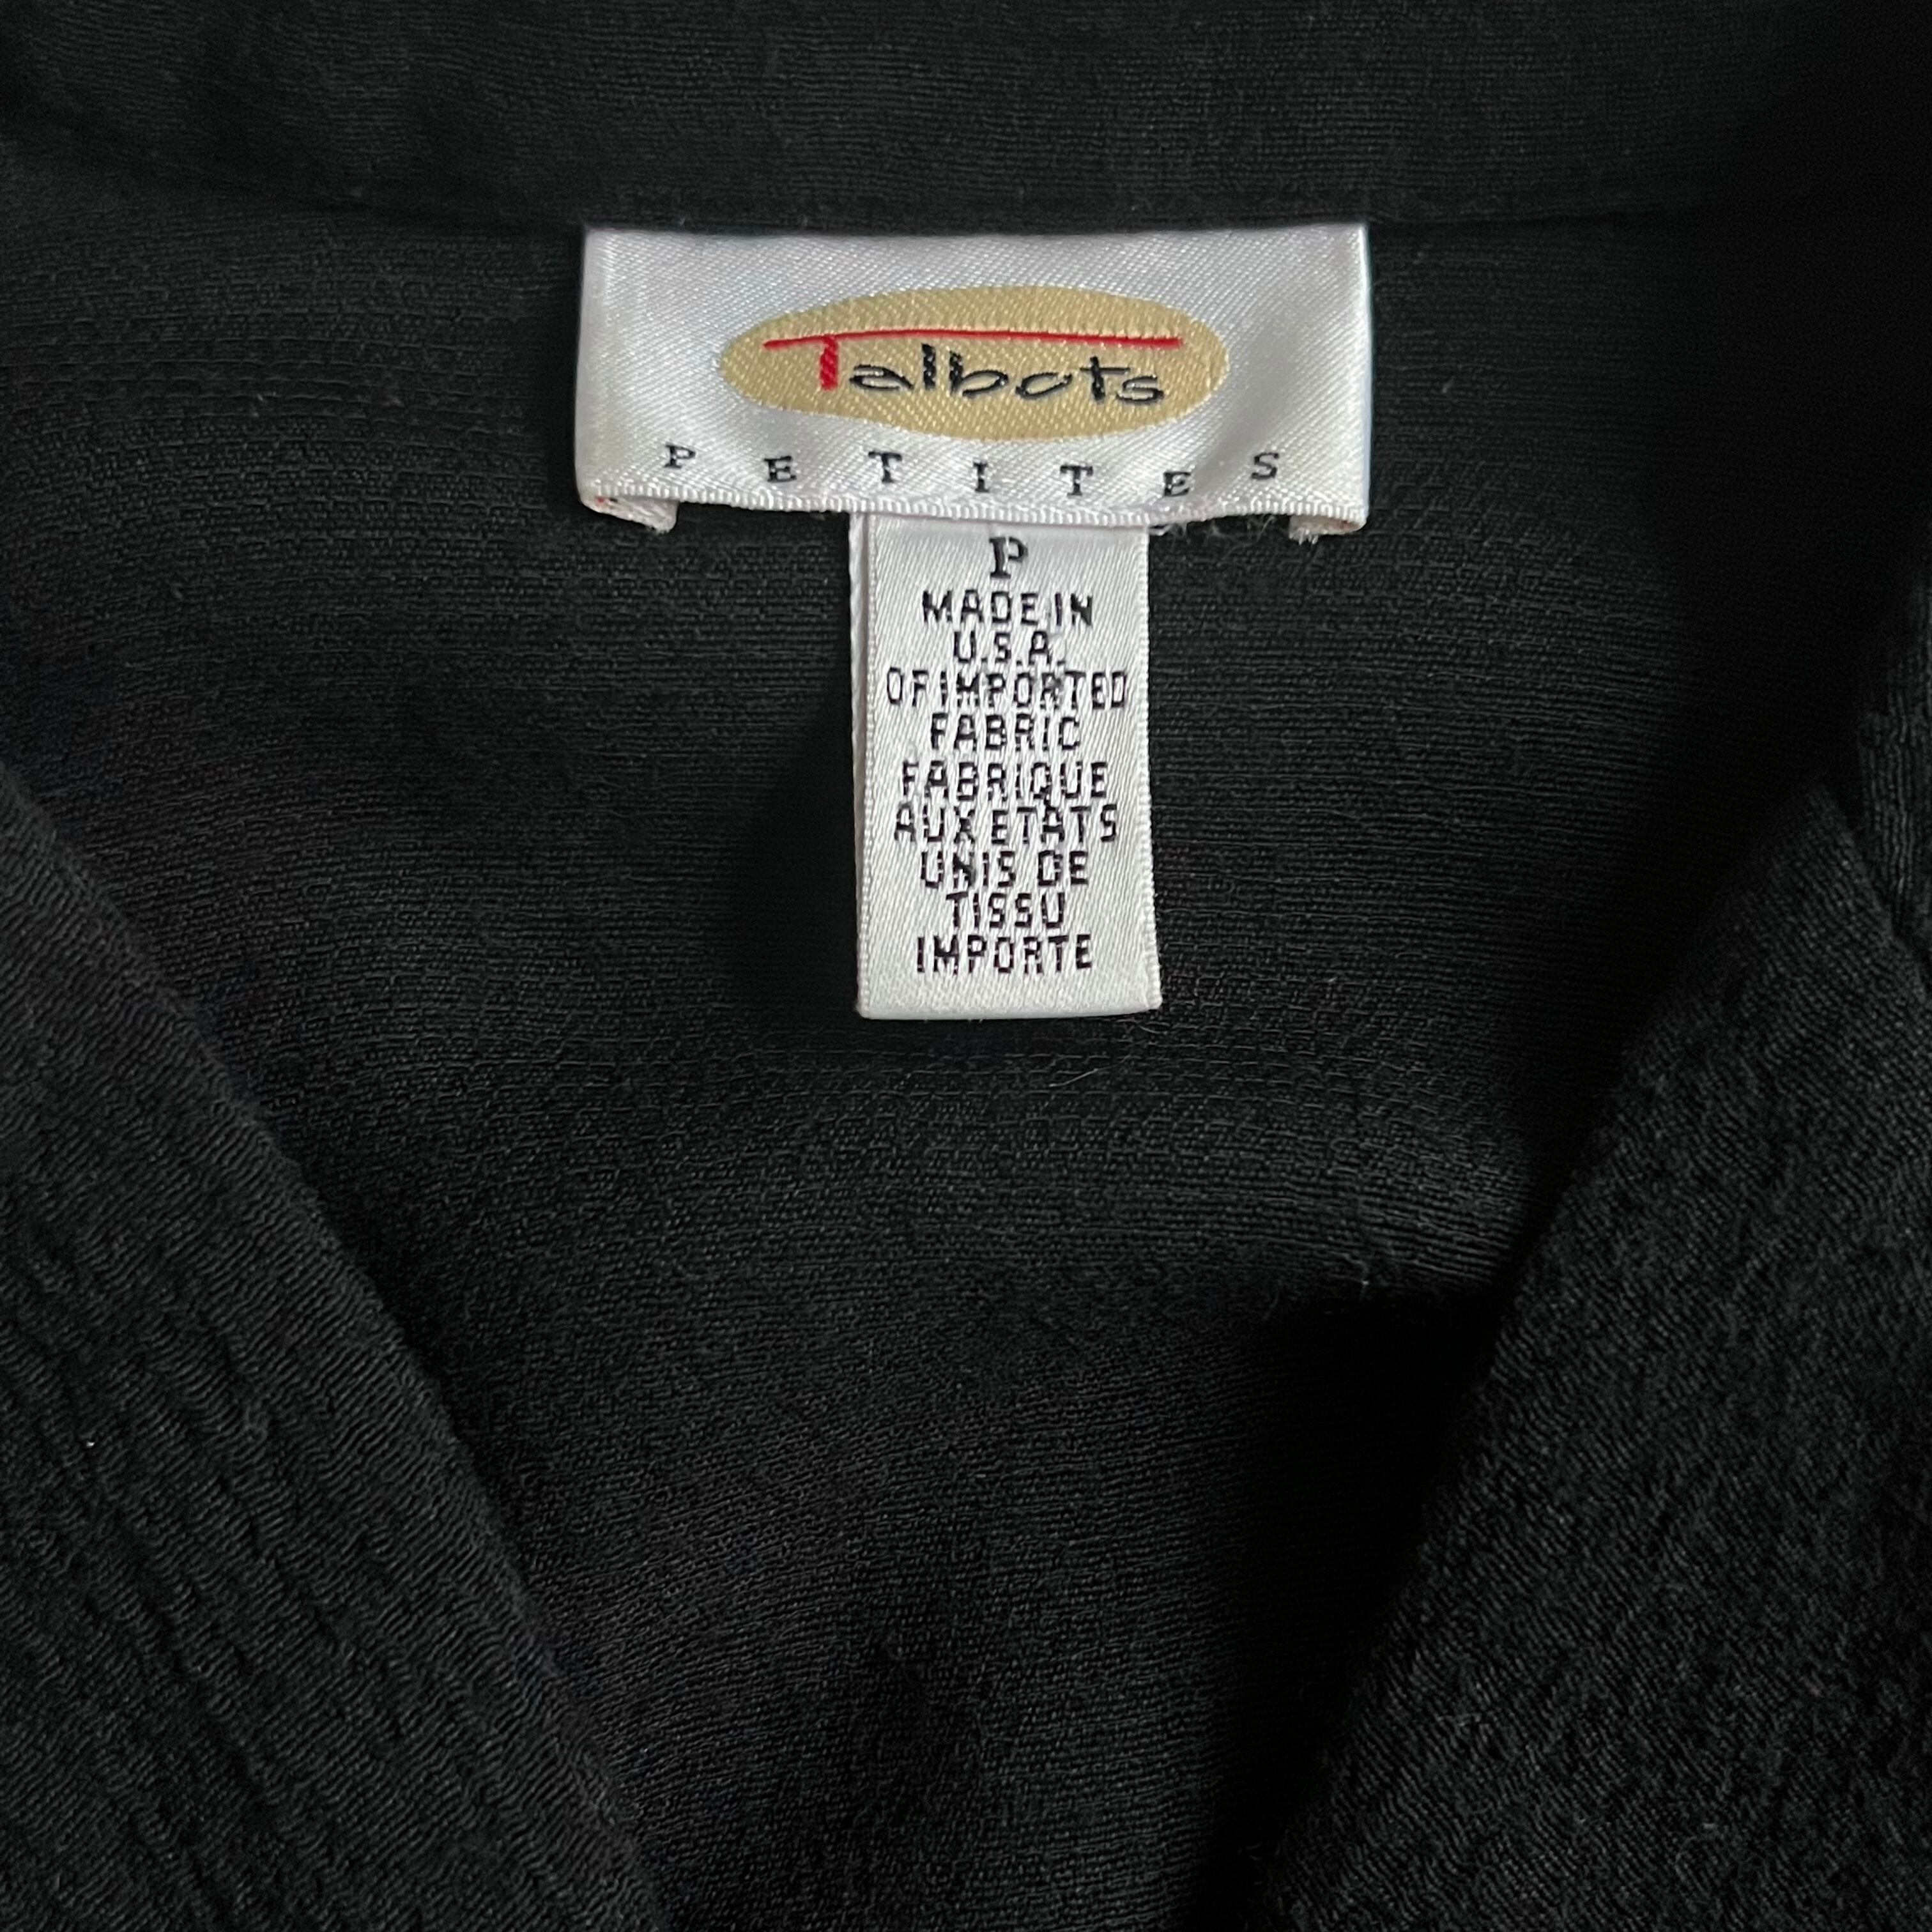 Talbots
PETITES
P
MADE IN
U.S.A.
OF IMPORTED
FABRIC
FABRIQUE
AUX ETATS
UNIS DE
TISSU
IMPORTE